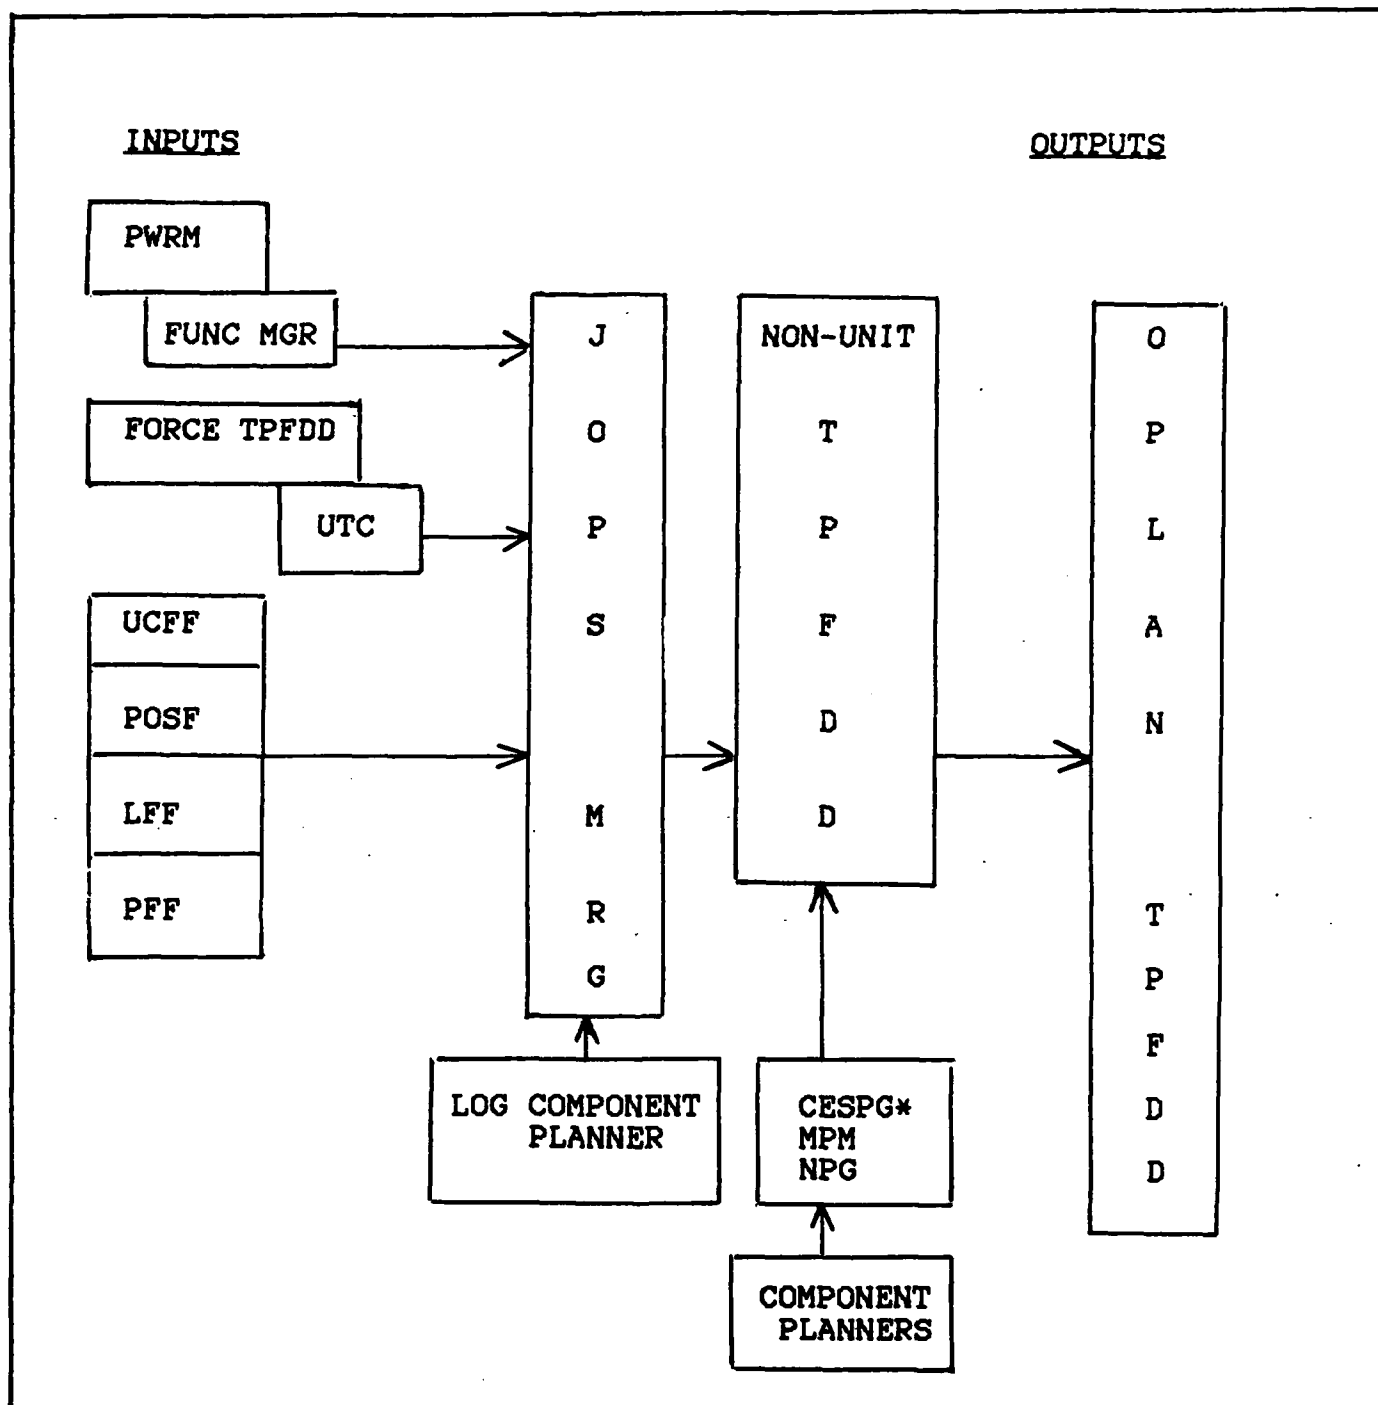 INPUTS
OUTPUTS
PWRM
FUNC MGR
FORCE TPFDD
UTC
UCFF
POSF
LFF
PFF
J
O
P
S
M
R
G
NON-UNIT
T
P
F
D
D
O
P
L
A
N
T
P
F
D
D
LOG COMPONENT
PLANNER
CESPG*
MPM
NPG
COMPONENT
PLANNERS